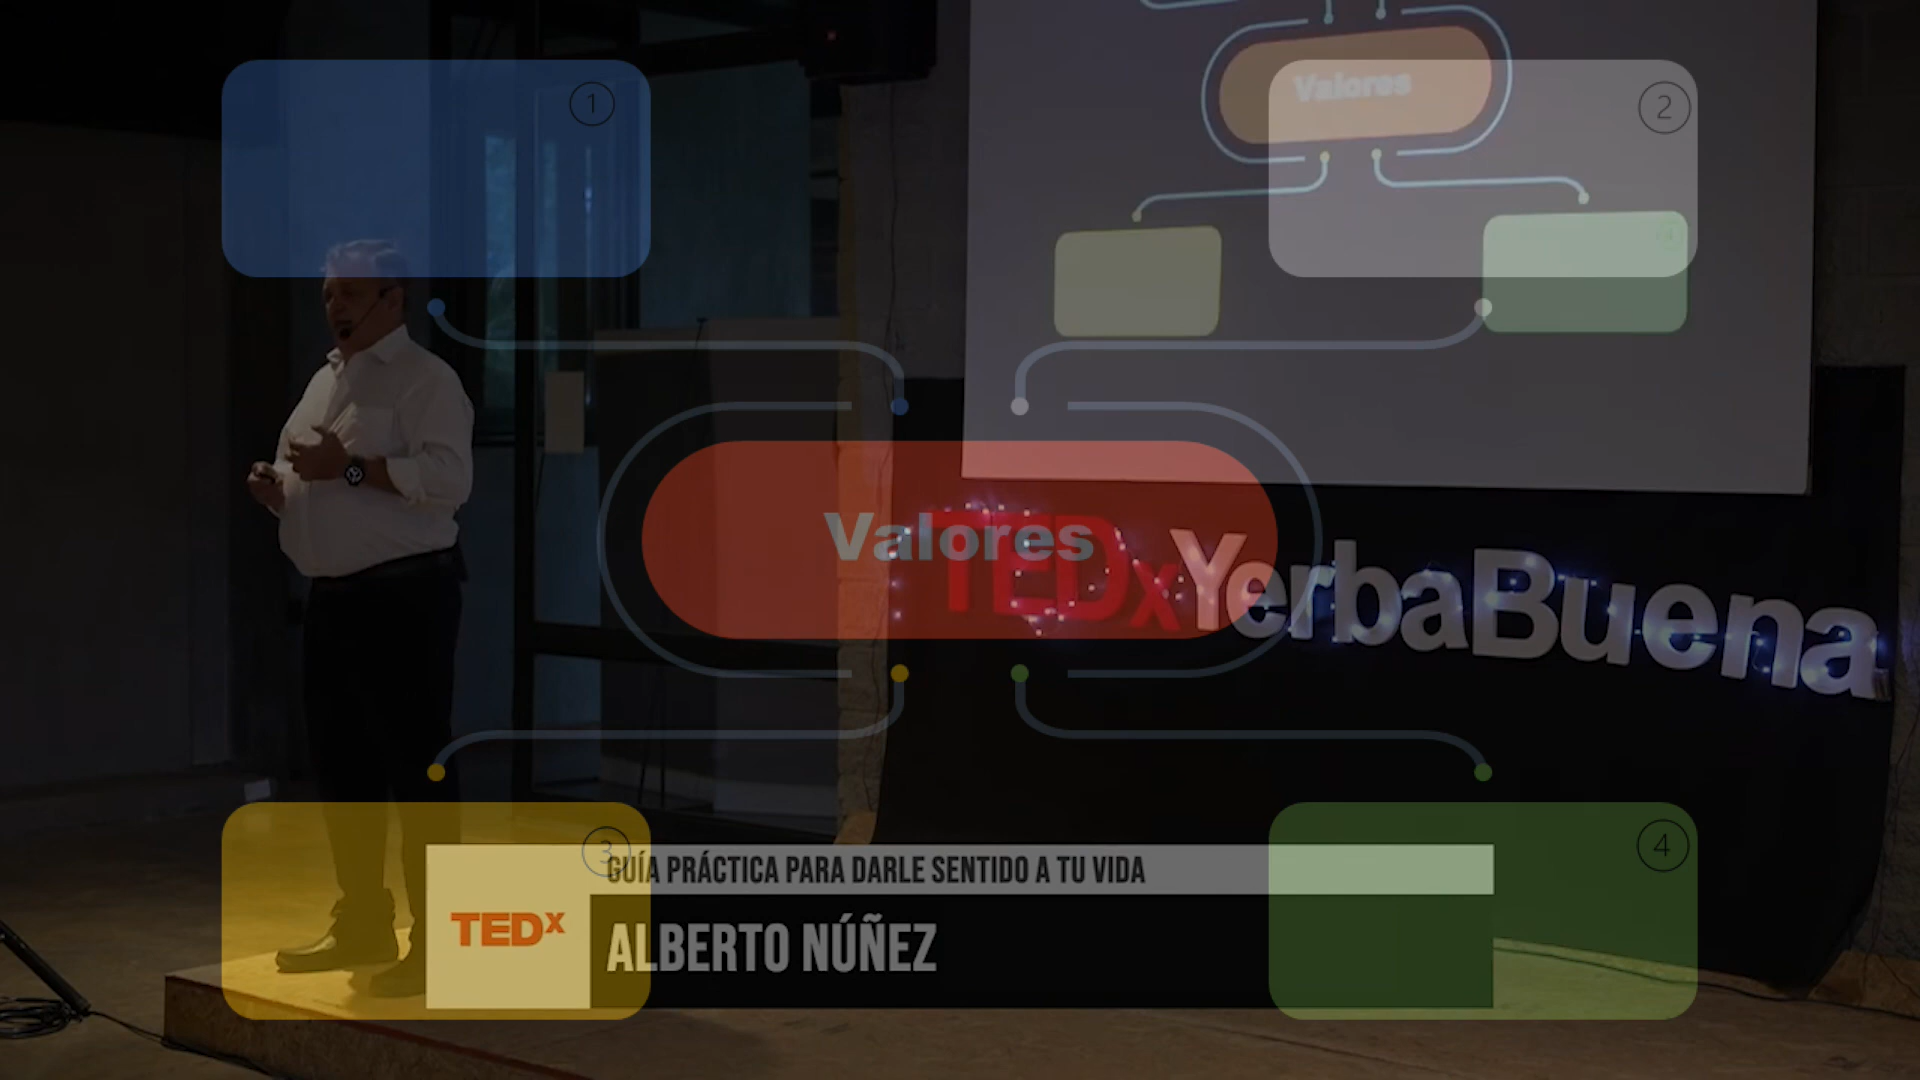 1
2
Valores
Valores
TEDxYerbaBuena
3
4
GUÍA PRÁCTICA PARA DARLE SENTIDO A TU VIDA
TEDx
ALBERTO NÚÑEZ